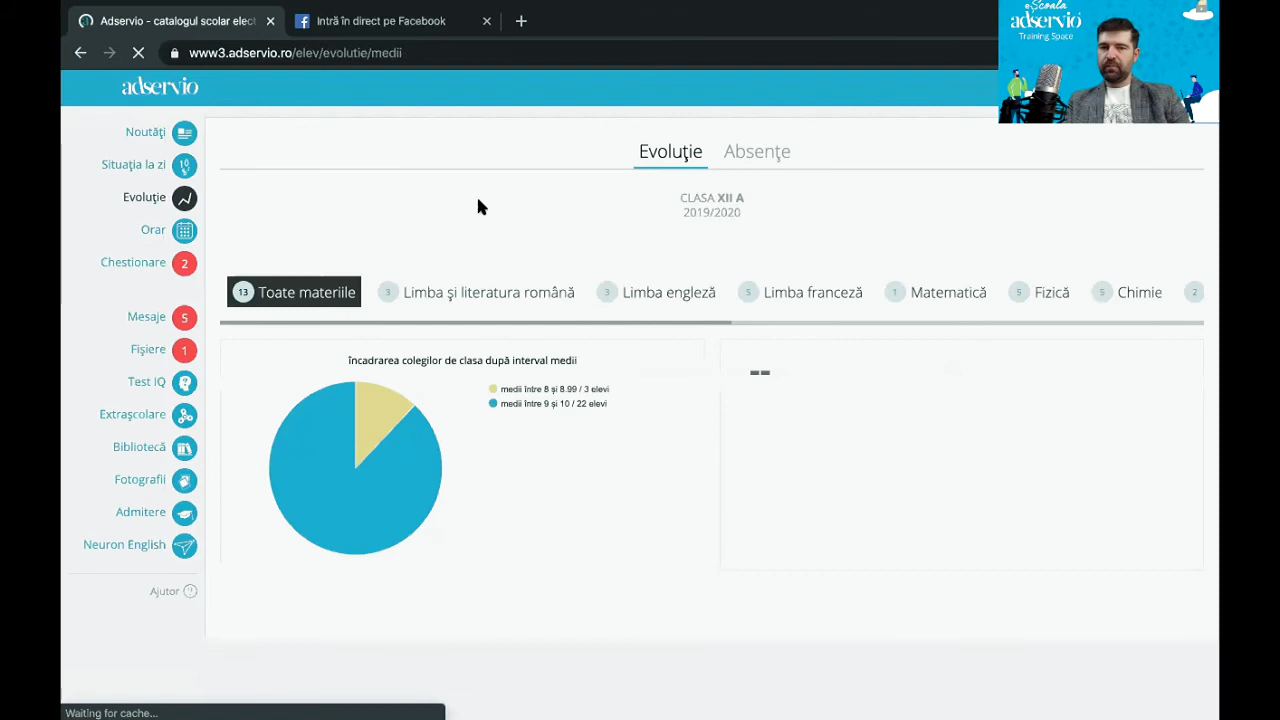 Adservio - catalogul scolar elect
Intră în direct pe Facebook
www3.adservio.ro/elev/evolutie/medii
eȘcoala
adservio
Training Space
adservio
Noutăți
Situația la zi
10
Evoluție
Orar
Chestionare 2
Mesaje 5
Fișiere 1
Test IQ
Extrașcolare
Bibliotecă
Fotografii
Admitere
Neuron English
Ajutor ?
Evoluție Absențe
CLASA XII A
2019/2020
13 Toate materiile 3 Limba și literatura română 3 Limba engleză 5 Limba franceză 1 Matematică 5 Fizică 5 Chimie 2
încadrarea colegilor de clasa după interval medii
medii între 8 și 8.99 / 3 elevi
medii între 9 și 10 / 22 elevi
--
Waiting for cache...